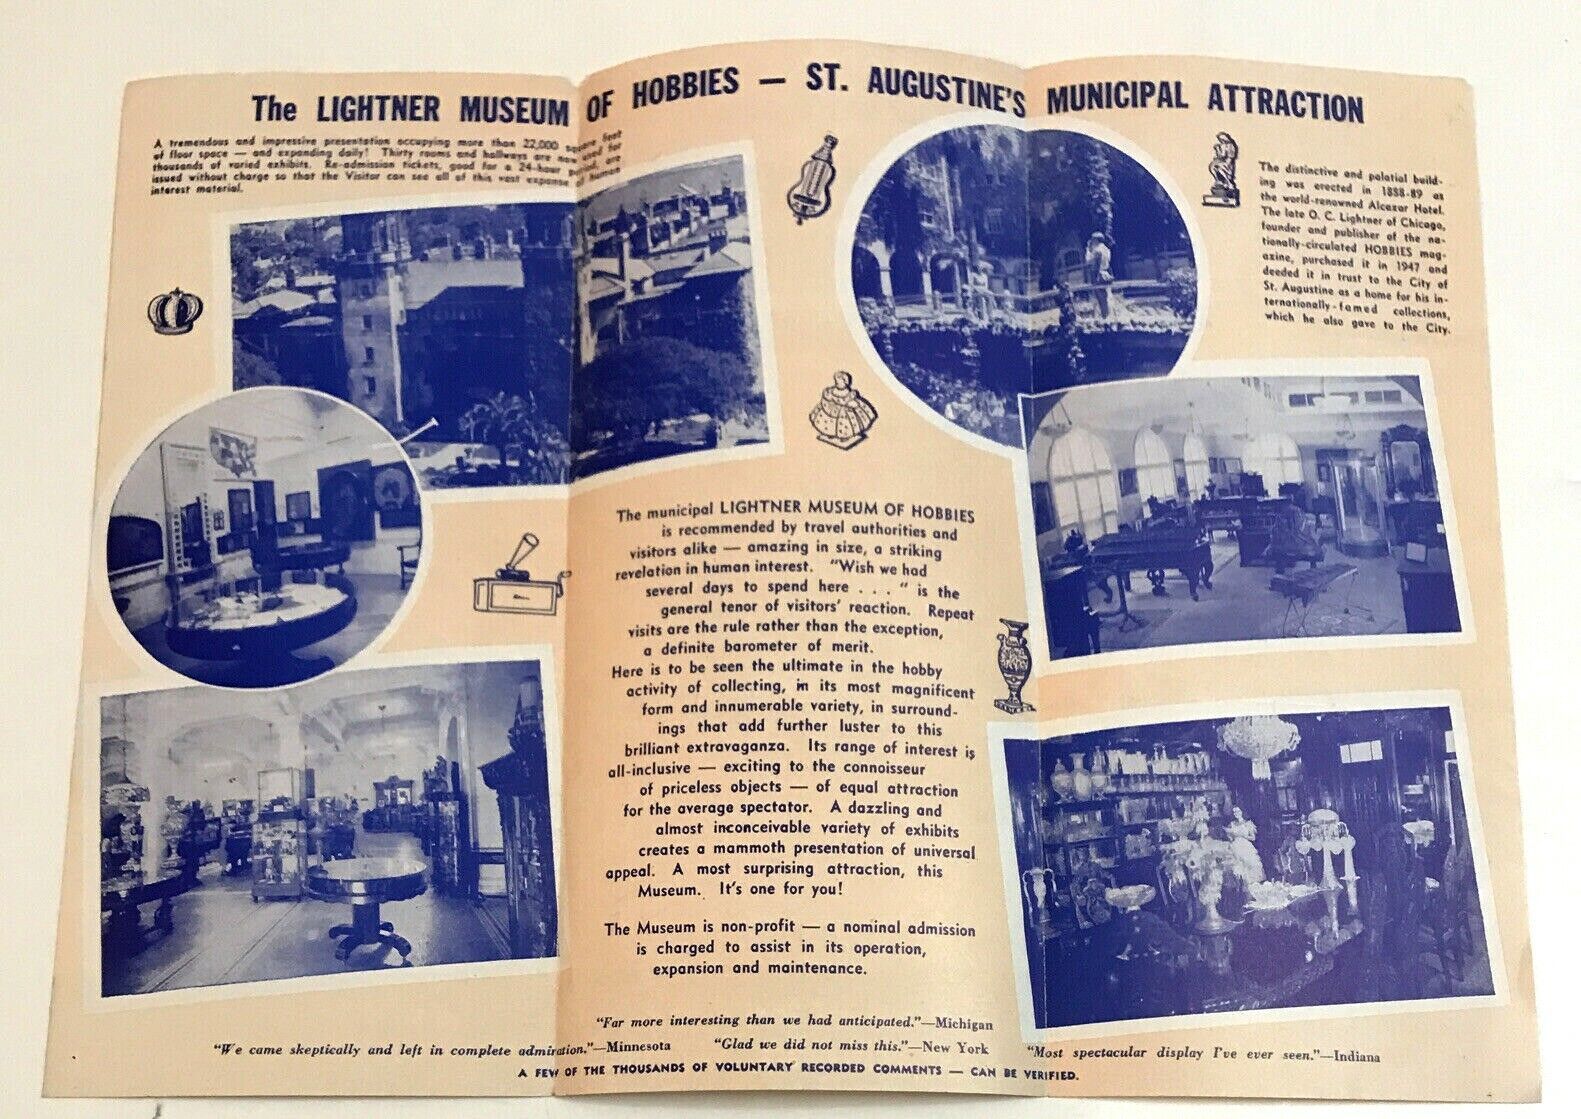 The LIGHTNER MUSEUM OF HOBBIES — ST. AUGUSTINE'S MUNICIPAL ATTRACTION
A tremendous and impressive presentation occupying more than 22,000 square feet
of floor space — and expanding daily! Thirty rooms and hallways are now used for
thousands of varied exhibits. Re-admission tickets, good for a 24-hour period, are
issued without charge so that the Visitor can see all of this vast expanse of human
interest material.
The distinctive and palatial build-
ing was erected in 1888-89 as
the world-renowned Alcazar Hotel.
The late O. C. Lightner of Chicago,
founder and publisher of the na-
tionally-circulated HOBBIES mag-
azine, purchased it in 1947 and
deeded it in trust to the City of
St. Augustine as a home for his in-
ternationally-famed collections,
which he also gave to the City.
The municipal LIGHTNER MUSEUM OF HOBBIES
is recommended by travel authorities and
visitors alike — amazing in size, a striking
revelation in human interest. "Wish we had
several days to spend here . . . " is the
general tenor of visitors' reaction. Repeat
visits are the rule rather than the exception,
a definite barometer of merit.
Here is to be seen the ultimate in the hobby
activity of collecting, in its most magnificent
form and innumerable variety, in surround-
ings that add further luster to this
brilliant extravaganza. Its range of interest is
all-inclusive — exciting to the connoisseur
of priceless objects — of equal attraction
for the average spectator. A dazzling and
almost inconceivable variety of exhibits
creates a mammoth presentation of universal
appeal. A most surprising attraction, this
Museum. It's one for you!
The Museum is non-profit — a nominal admission
is charged to assist in its operation,
expansion and maintenance.
"Far more interesting than we had anticipated."—Michigan
"We came skeptically and left in complete admiration."—Minnesota "Glad we did not miss this."—New York "Most spectacular display I've ever seen."—Indiana
A FEW OF THE THOUSANDS OF VOLUNTARY RECORDED COMMENTS — CAN BE VERIFIED.